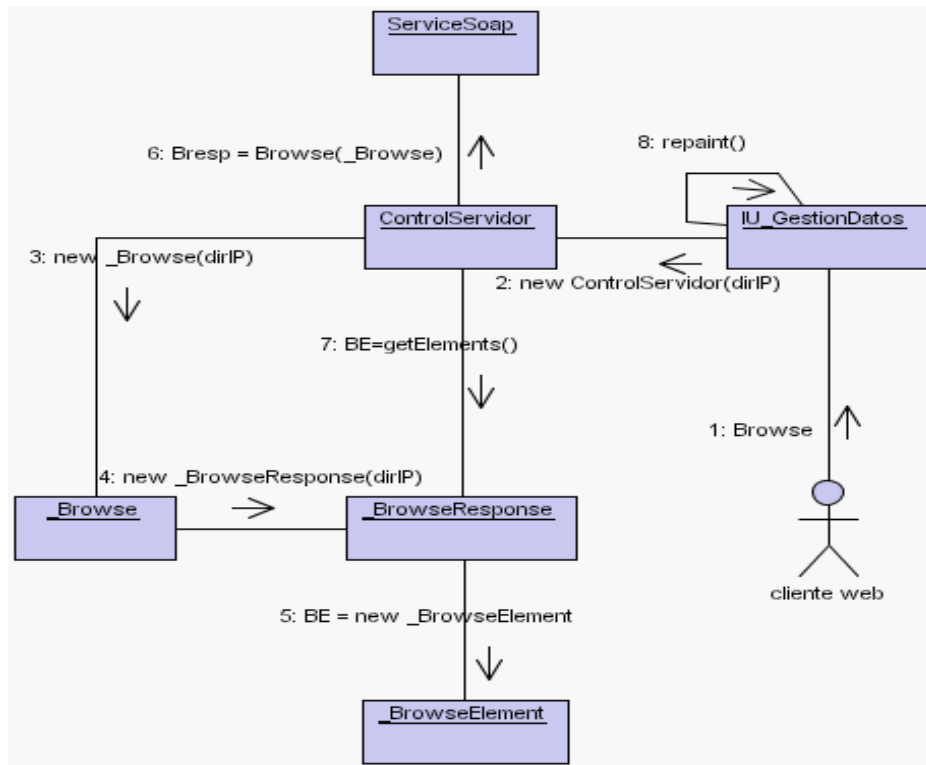 ServiceSoap
6: Bresp = Browse(_Browse)
8: repaint()
ControlServidor
IU_GestionDatos
3: new _Browse(dirIP)
2: new ControlServidor(dirIP)
7: BE=getElements()
1: Browse
4: new _BrowseResponse(dirIP)
_Browse
_BrowseResponse
cliente web
5: BE = new _BrowseElement
_BrowseElement